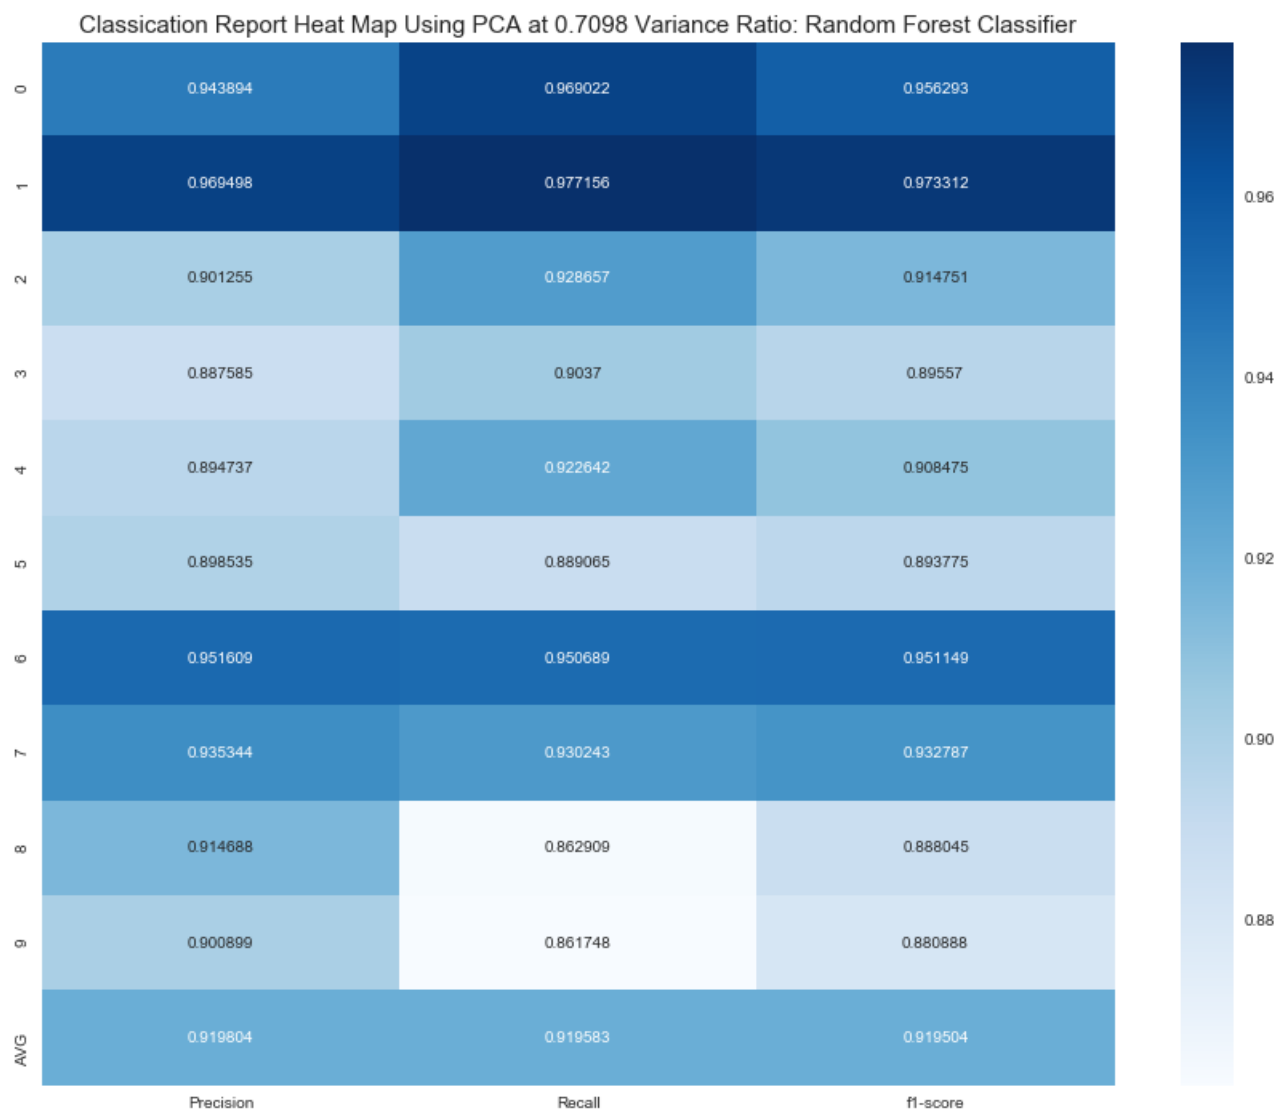 Classication Report Heat Map Using PCA at 0.7098 Variance Ratio: Random Forest Classifier
0 0.943894 0.969022 0.956293
1 0.969498 0.977156 0.973312
2 0.901255 0.928657 0.914751
3 0.887585 0.9037 0.89557
4 0.894737 0.922642 0.908475
5 0.898535 0.889065 0.893775
6 0.951609 0.950689 0.951149
7 0.935344 0.930243 0.932787
8 0.914688 0.862909 0.888045
9 0.900899 0.861748 0.880888
AVG 0.919804 0.919583 0.919504
Precision Recall f1-score
0.96
0.94
0.92
0.90
0.88